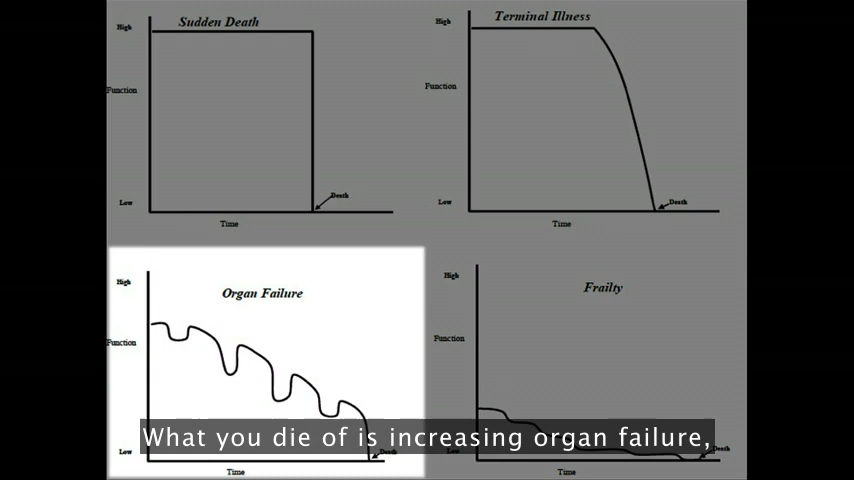 Sudden Death
High
Function
Low
Death
Time
Terminal Illness
High
Function
Low
Death
Time
Organ Failure
High
Function
Low
Death
Time
Frailty
High
Function
Low
Death
Time
What you die of is increasing organ failure,